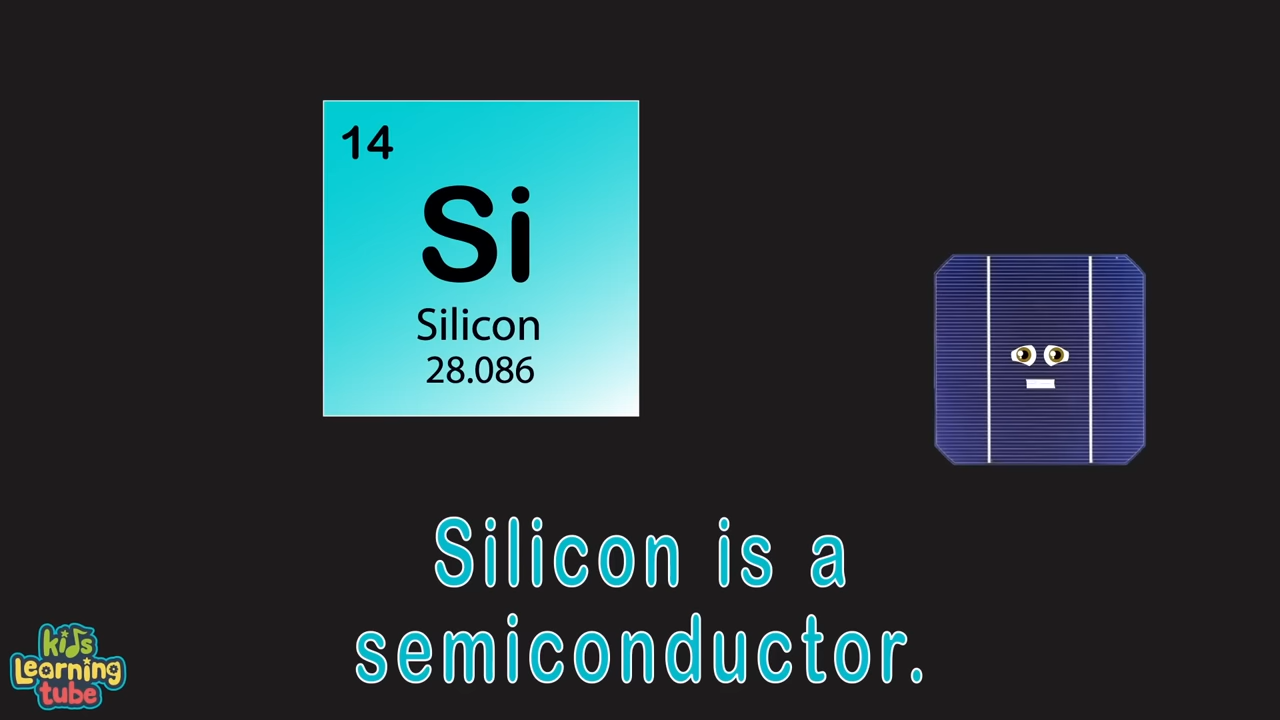 14
Si
Silicon
28.086
Silicon is a
semiconductor.
kids
Learning
tube